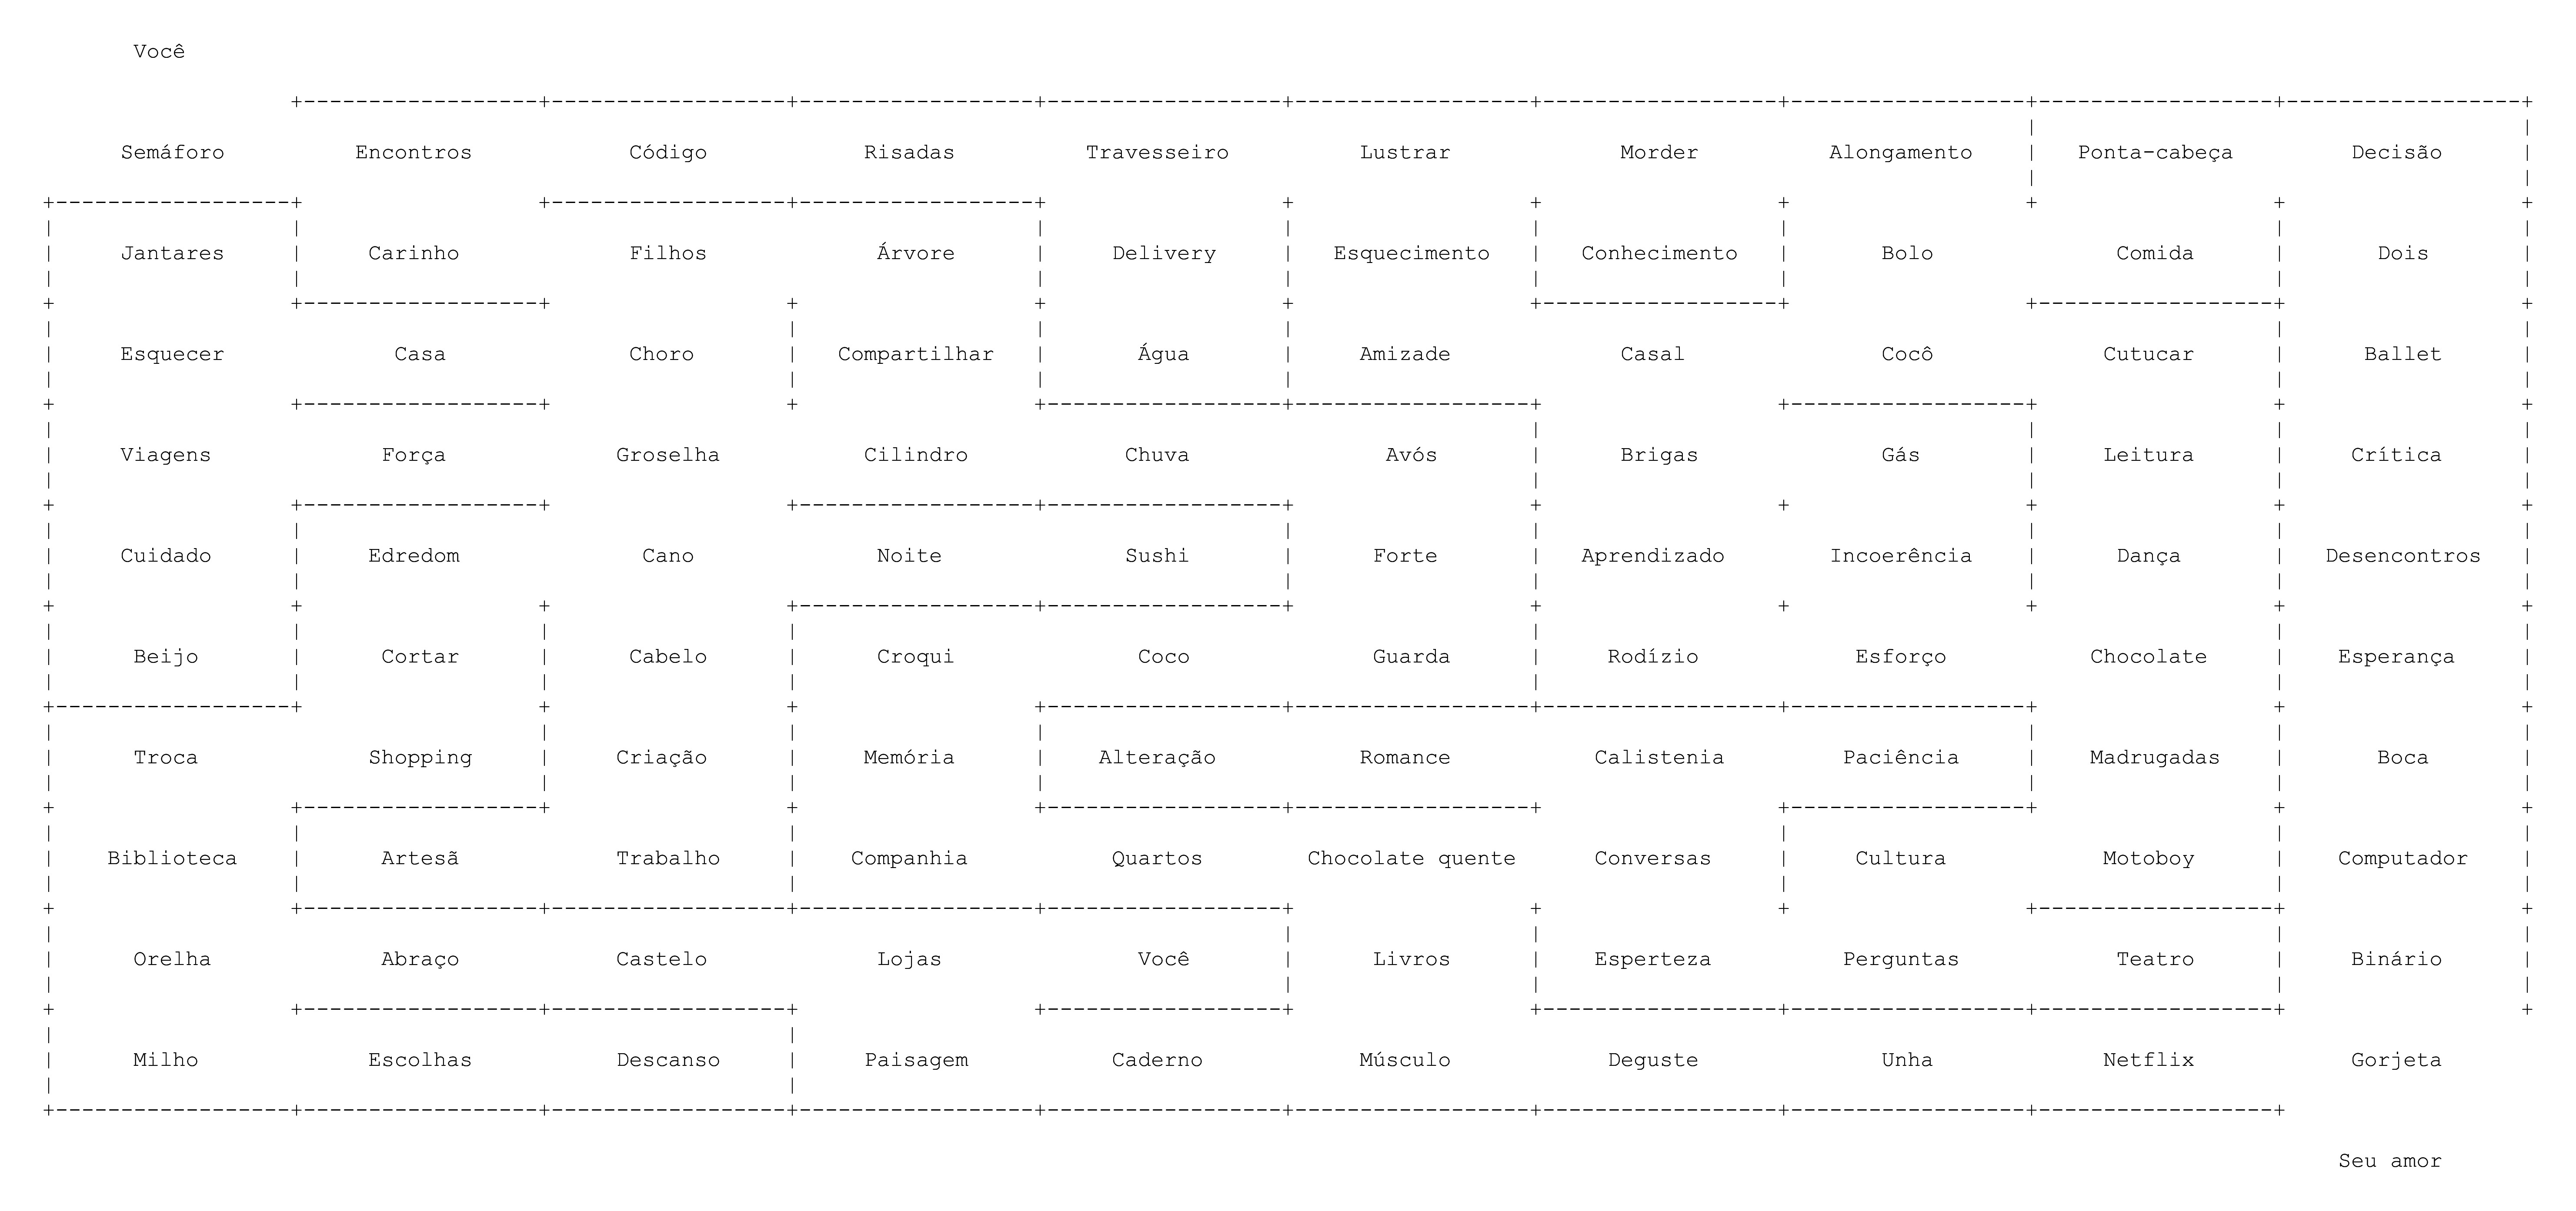 Você
Semáforo Encontros Código Risadas Travesseiro Lustrar Morder Alongamento Ponta-cabeça Decisão
Jantares Carinho Filhos Árvore Delivery Esquecimento Conhecimento Bolo Comida Dois
Esquecer Casa Choro Compartilhar Água Amizade Casal Cocô Cutucar Ballet
Viagens Força Groselha Cilindro Chuva Avós Brigas Gás Leitura Crítica
Cuidado Edredom Cano Noite Sushi Forte Aprendizado Incoerência Dança Desencontros
Beijo Cortar Cabelo Croqui Coco Guarda Rodízio Esforço Chocolate Esperança
Troca Shopping Criação Memória Alteração Romance Calistenia Paciência Madrugadas Boca
Biblioteca Artesã Trabalho Companhia Quartos Chocolate quente Conversas Cultura Motoboy Computador
Orelha Abraço Castelo Lojas Você Livros Esperteza Perguntas Teatro Binário
Milho Escolhas Descanso Paisagem Caderno Músculo Deguste Unha Netflix Gorjeta
Seu amor